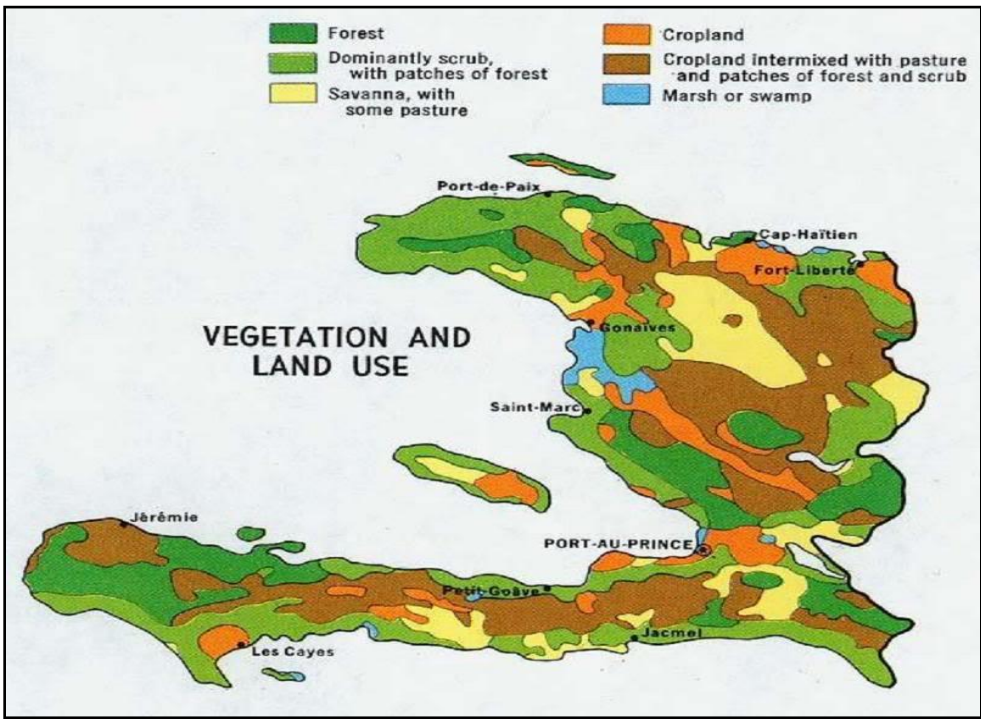 Forest
Dominantly scrub,
with patches of forest
Savanna, with
some pasture
Cropland
Cropland intermixed with pasture
and patches of forest and scrub
Marsh or swamp
Port-de-Paix
Cap-Haïtien
Fort-Liberté
VEGETATION AND
LAND USE
Gonaïves
Saint-Marc
Jérémie
PORT-AU-PRINCE
Petit-Goâve
Jacmel
Les Cayes